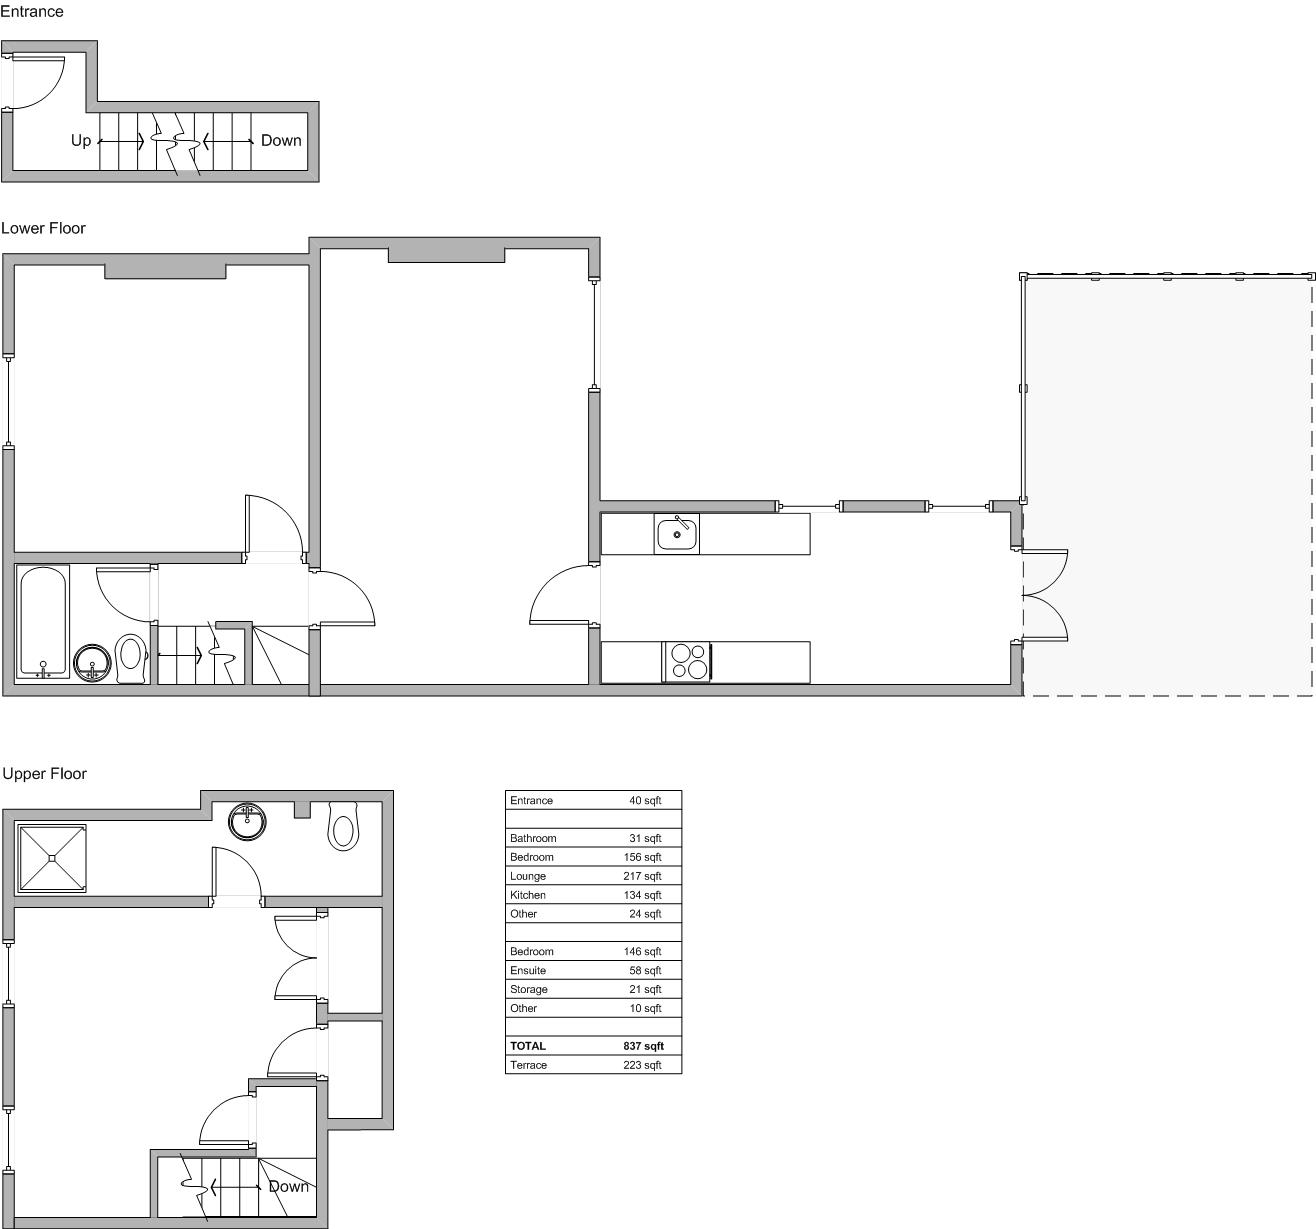 Entrance
Up
Down
Lower Floor
Upper Floor
Entrance 40 sqft
Bathroom 31 sqft
Bedroom 156 sqft
Lounge 217 sqft
Kitchen 134 sqft
Other 24 sqft
Bedroom 146 sqft
Ensuite 58 sqft
Storage 21 sqft
Other 10 sqft
TOTAL 837 sqft
Terrace 223 sqft
Down